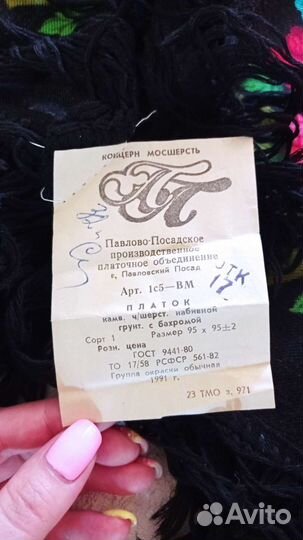 КОНЦЕРН МОСШЕРСТЬ
Павлово-Посадское
производственное
платочное объединение
г. Павловский Посад
ОТК
17
Арт. 1с5—ВМ
ПЛАТОК
камв. ч/шерст. набивной
грунт. с бахромой
Сорт 1 Размер 95 × 95±2
Розн. цена
ГОСТ 9441-80
ТО 17/58 РСФСР 561-82
Группа окраски обычная
1991 г.
23 ТМО з. 971
Avito